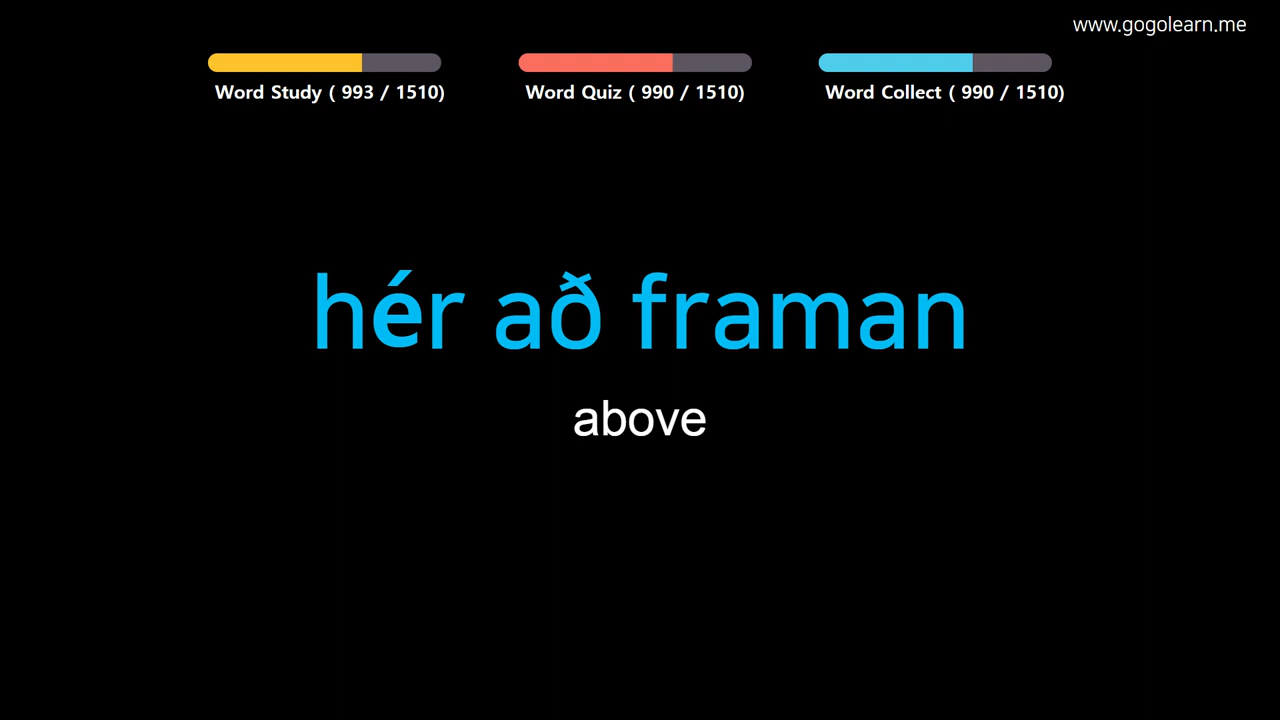 www.gogolearn.me
Word Study ( 993 / 1510)
Word Quiz ( 990 / 1510)
Word Collect ( 990 / 1510)
hér að framan
above